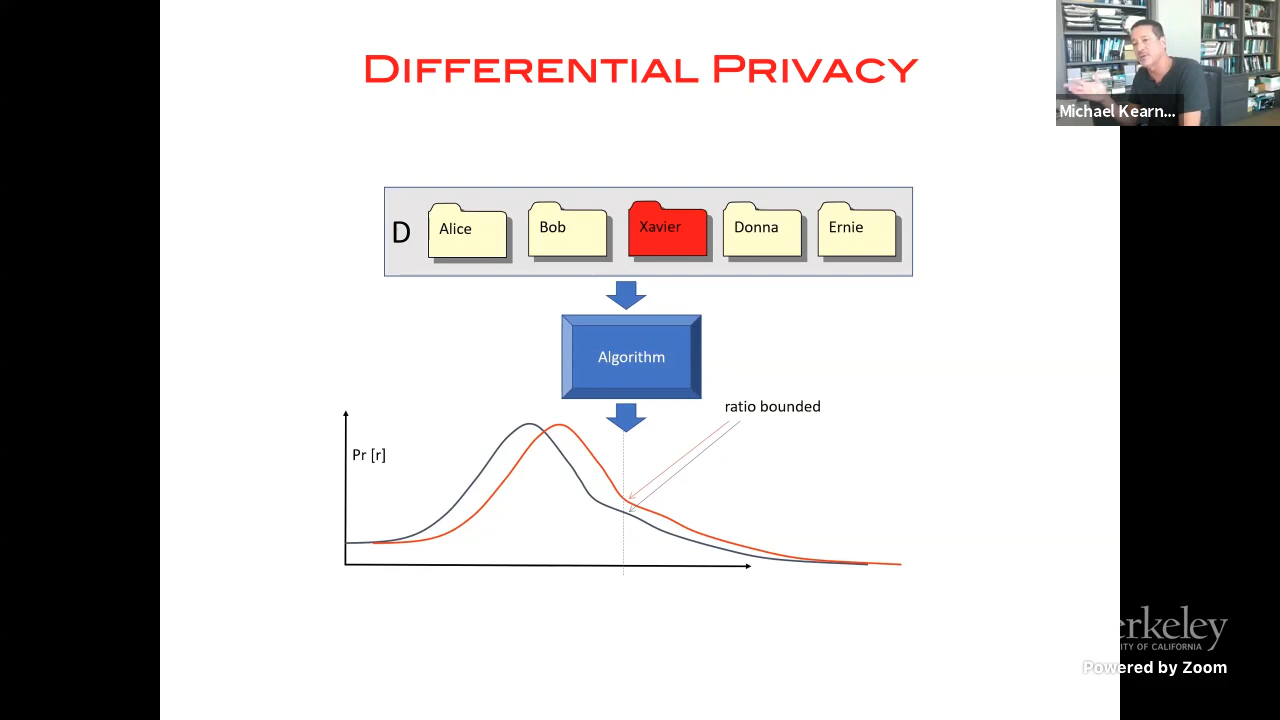 DIFFERENTIAL PRIVACY
Michael Kearn...
D
Alice
Bob
Xavier
Donna
Ernie
Algorithm
ratio bounded
Pr [r]
erkeley
ITY OF CALIFORNIA
Powered by Zoom